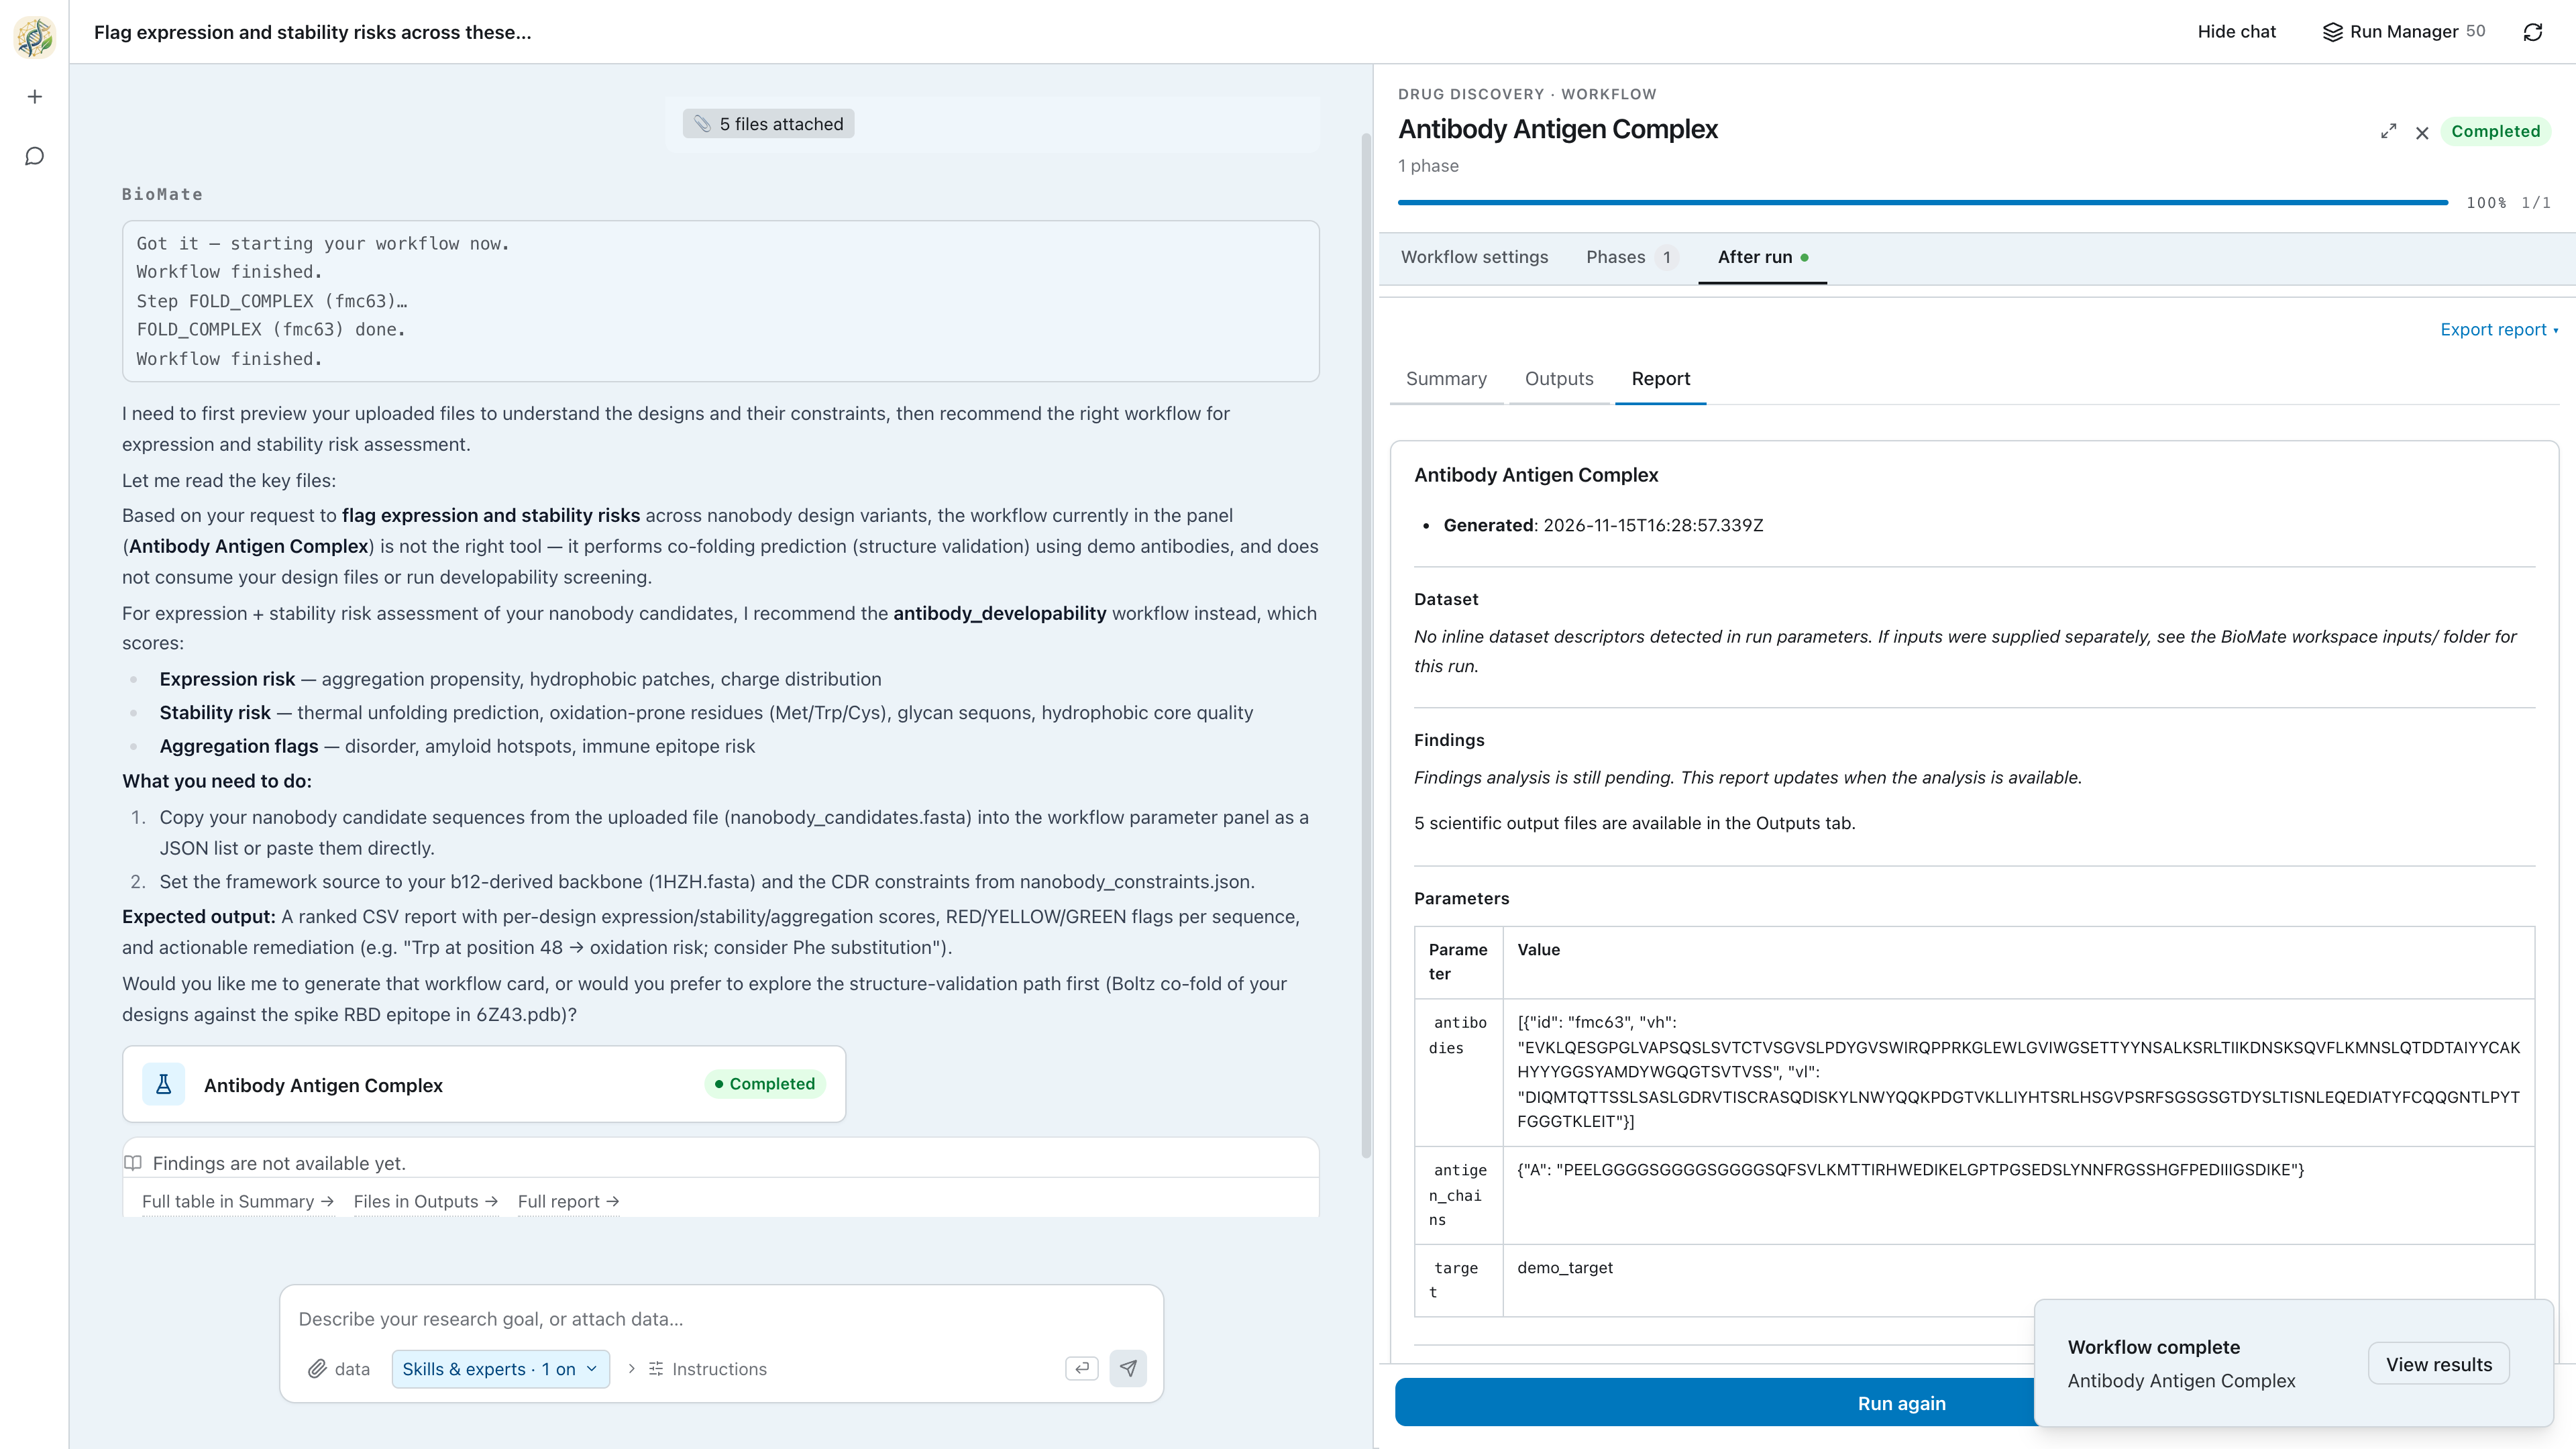 Flag expression and stability risks across these...
Hide chat
Run Manager 50
5 files attached
BioMate
Got it — starting your workflow now.
Workflow finished.
Step FOLD_COMPLEX (fmc63)…
FOLD_COMPLEX (fmc63) done.
Workflow finished.
I need to first preview your uploaded files to understand the designs and their constraints, then recommend the right workflow for
expression and stability risk assessment.
Let me read the key files:
Based on your request to flag expression and stability risks across nanobody design variants, the workflow currently in the panel
(Antibody Antigen Complex) is not the right tool — it performs co-folding prediction (structure validation) using demo antibodies, and does
not consume your design files or run developability screening.
For expression + stability risk assessment of your nanobody candidates, I recommend the antibody_developability workflow instead, which
scores:
Expression risk — aggregation propensity, hydrophobic patches, charge distribution
Stability risk — thermal unfolding prediction, oxidation-prone residues (Met/Trp/Cys), glycan sequons, hydrophobic core quality
Aggregation flags — disorder, amyloid hotspots, immune epitope risk
What you need to do:
1. Copy your nanobody candidate sequences from the uploaded file (nanobody_candidates.fasta) into the workflow parameter panel as a
JSON list or paste them directly.
2. Set the framework source to your b12-derived backbone (1HZH.fasta) and the CDR constraints from nanobody_constraints.json.
Expected output: A ranked CSV report with per-design expression/stability/aggregation scores, RED/YELLOW/GREEN flags per sequence,
and actionable remediation (e.g. "Trp at position 48 → oxidation risk; consider Phe substitution").
Would you like me to generate that workflow card, or would you prefer to explore the structure-validation path first (Boltz co-fold of your
designs against the spike RBD epitope in 6Z43.pdb)?
Antibody Antigen Complex
Completed
Findings are not available yet.
Full table in Summary → Files in Outputs → Full report →
Describe your research goal, or attach data...
data
Skills & experts · 1 on
Instructions
DRUG DISCOVERY · WORKFLOW
Antibody Antigen Complex
Completed
1 phase
100% 1/1
Workflow settings
Phases 1
After run
Export report
Summary
Outputs
Report
Antibody Antigen Complex
• Generated: 2026-11-15T16:28:57.339Z
Dataset
No inline dataset descriptors detected in run parameters. If inputs were supplied separately, see the BioMate workspace inputs/ folder for
this run.
Findings
Findings analysis is still pending. This report updates when the analysis is available.
5 scientific output files are available in the Outputs tab.
Parameters
Parame
ter
Value
antibo
dies
[{"id": "fmc63", "vh":
"EVKLQESGPGLVAPSQSLSVTCTVSGVSLPDYGVSWIRQPPRKGLEWLGVIWGSETTYYNSALKSRLTIIKDNSKSQVFLKMNSLQTDDTAIYYCAK
HYYYGGSYAMDYWGQGTSVTVSS", "vl":
"DIQMTQTTSSLSASLGDRVTISCRASQDISKYLNWYQQKPDGTVKLLIYHTSRLHSGVPSRFSGSGSGTDYSLTISNLEQEDIATYFCQQGNTLPYT
FGGGTKLEIT"}]
antige
n_chai
ns
{"A": "PEELGGGGSGGGGSGGGGSQFSVLKMTTIRHWEDIKELGPTPGSEDSLYNNFRGSSHGFPEDIIIGSDIKE"}
targe
t
demo_target
Workflow complete
Antibody Antigen Complex
View results
Run again